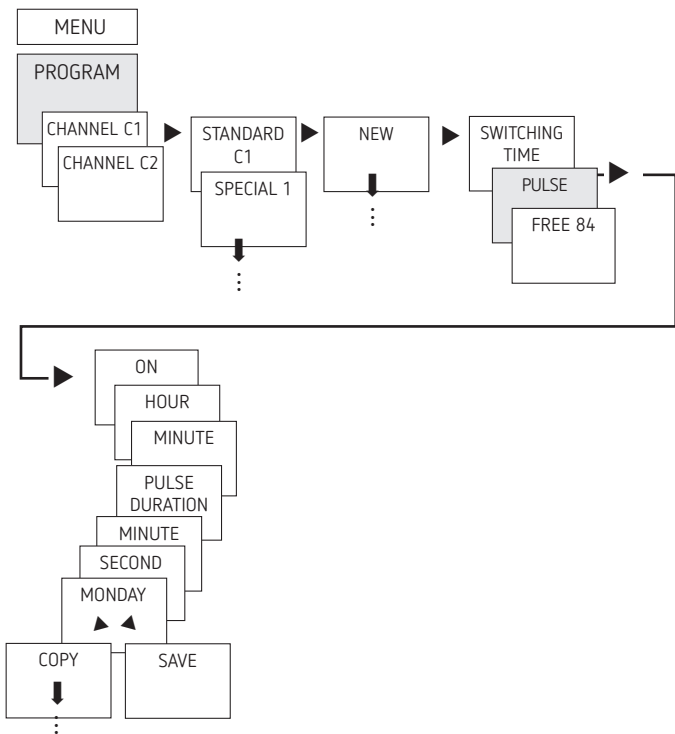 MENU
PROGRAM
CHANNEL C1
CHANNEL C2
STANDARD
C1
SPECIAL 1
NEW
SWITCHING
TIME
PULSE
FREE 84
ON
HOUR
MINUTE
PULSE
DURATION
MINUTE
SECOND
MONDAY
COPY
SAVE